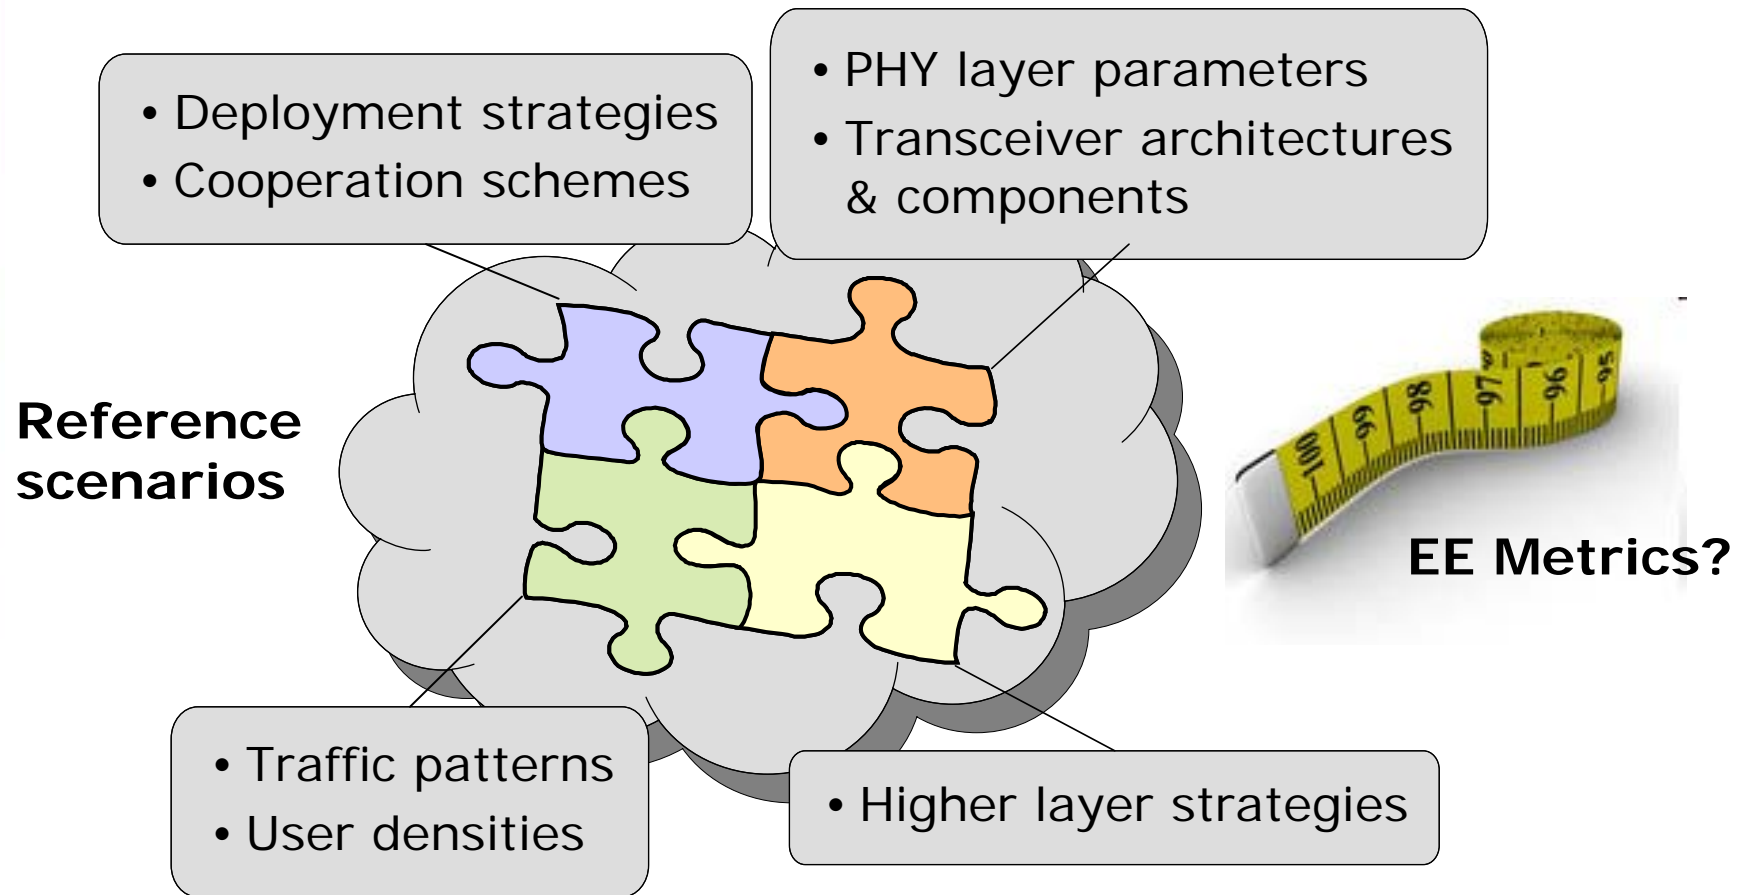 • Deployment strategies
• Cooperation schemes
• PHY layer parameters
• Transceiver architectures
& components
Reference
scenarios
100 99 98 97 96 95
EE Metrics?
• Traffic patterns
• User densities
• Higher layer strategies